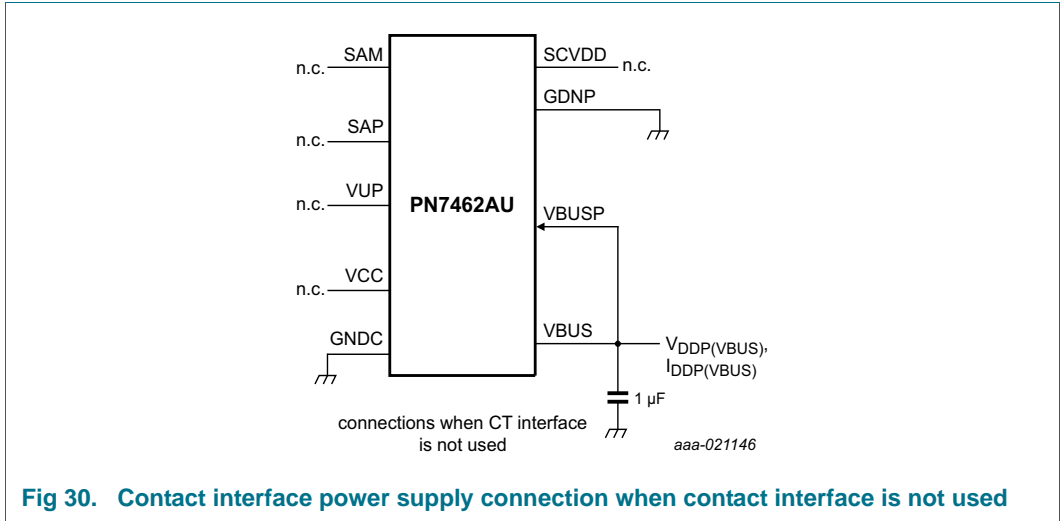 SAM
n.c.
SAP
n.c.
VUP
n.c.
VCC
n.c.
GNDC
PN7462AU
SCVDD
n.c.
GDNP
VBUSP
VBUS
VDDP(VBUS),
IDDP(VBUS)
1 µF
connections when CT interface
is not used
aaa-021146
Fig 30. Contact interface power supply connection when contact interface is not used